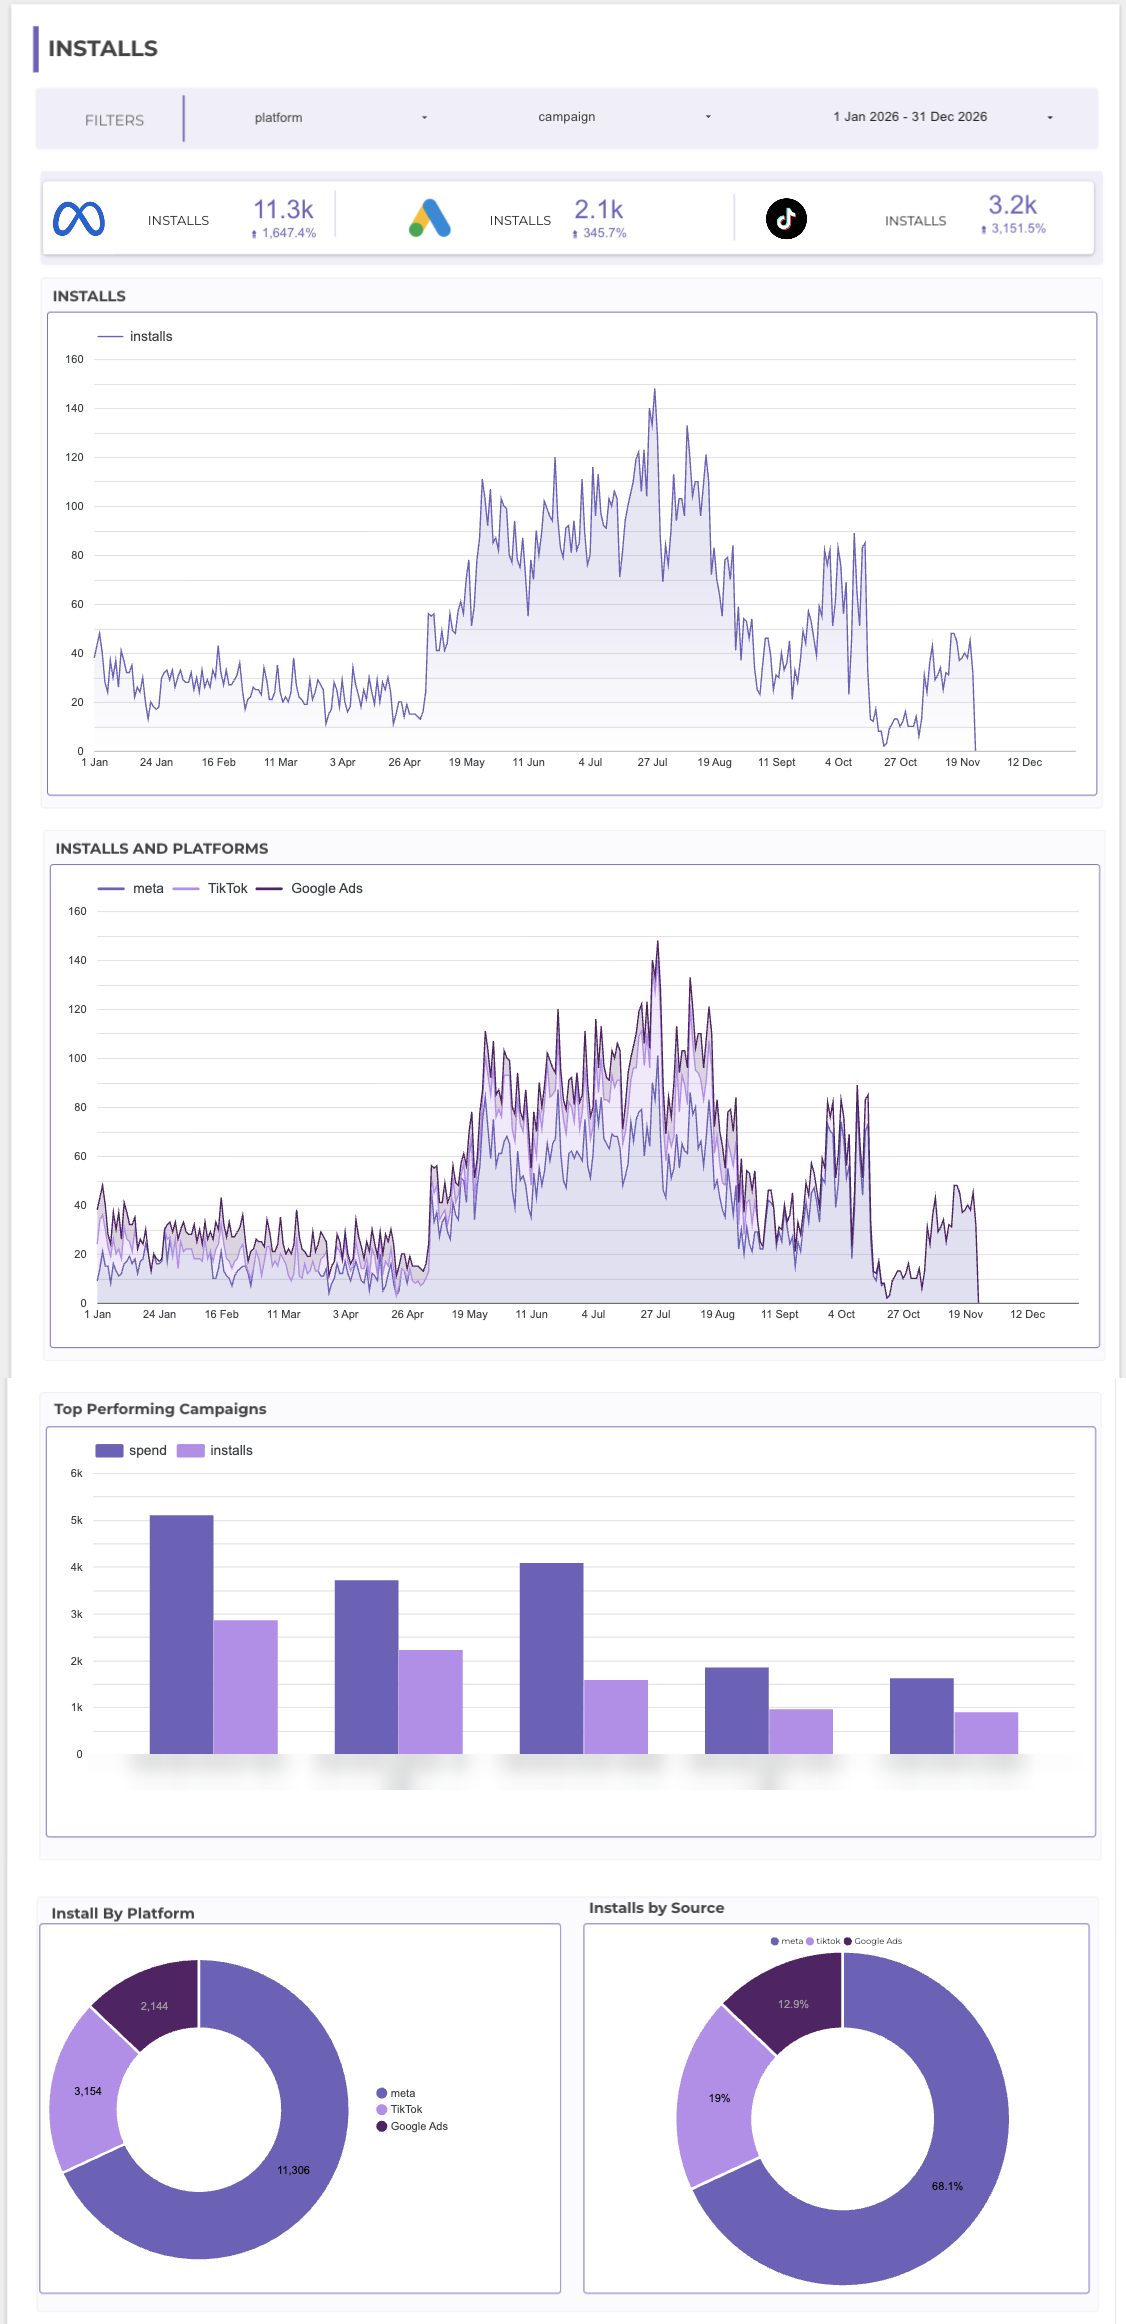 INSTALLS
FILTERS platform campaign 1 Jan 2026 - 31 Dec 2026
INSTALLS 11.3k INSTALLS 2.1k INSTALLS 3.2k
1,647.4% 345.7% 3,151.5%
INSTALLS
installs
160
140
120
100
80
60
40
20
0
1 Jan 24 Jan 16 Feb 11 Mar 3 Apr 26 Apr 19 May 11 Jun 4 Jul 27 Jul 19 Aug 11 Sept 4 Oct 27 Oct 19 Nov 12 Dec
INSTALLS AND PLATFORMS
meta TikTok Google Ads
160
140
120
100
80
60
40
20
0
1 Jan 24 Jan 16 Feb 11 Mar 3 Apr 26 Apr 19 May 11 Jun 4 Jul 27 Jul 19 Aug 11 Sept 4 Oct 27 Oct 19 Nov 12 Dec
Top Performing Campaigns
spend installs
6k
5k
4k
3k
2k
1k
0
Install By Platform
2,144
3,154
11,306
meta
TikTok
Google Ads
Installs by Source
meta tiktok Google Ads
12.9%
19%
68.1%